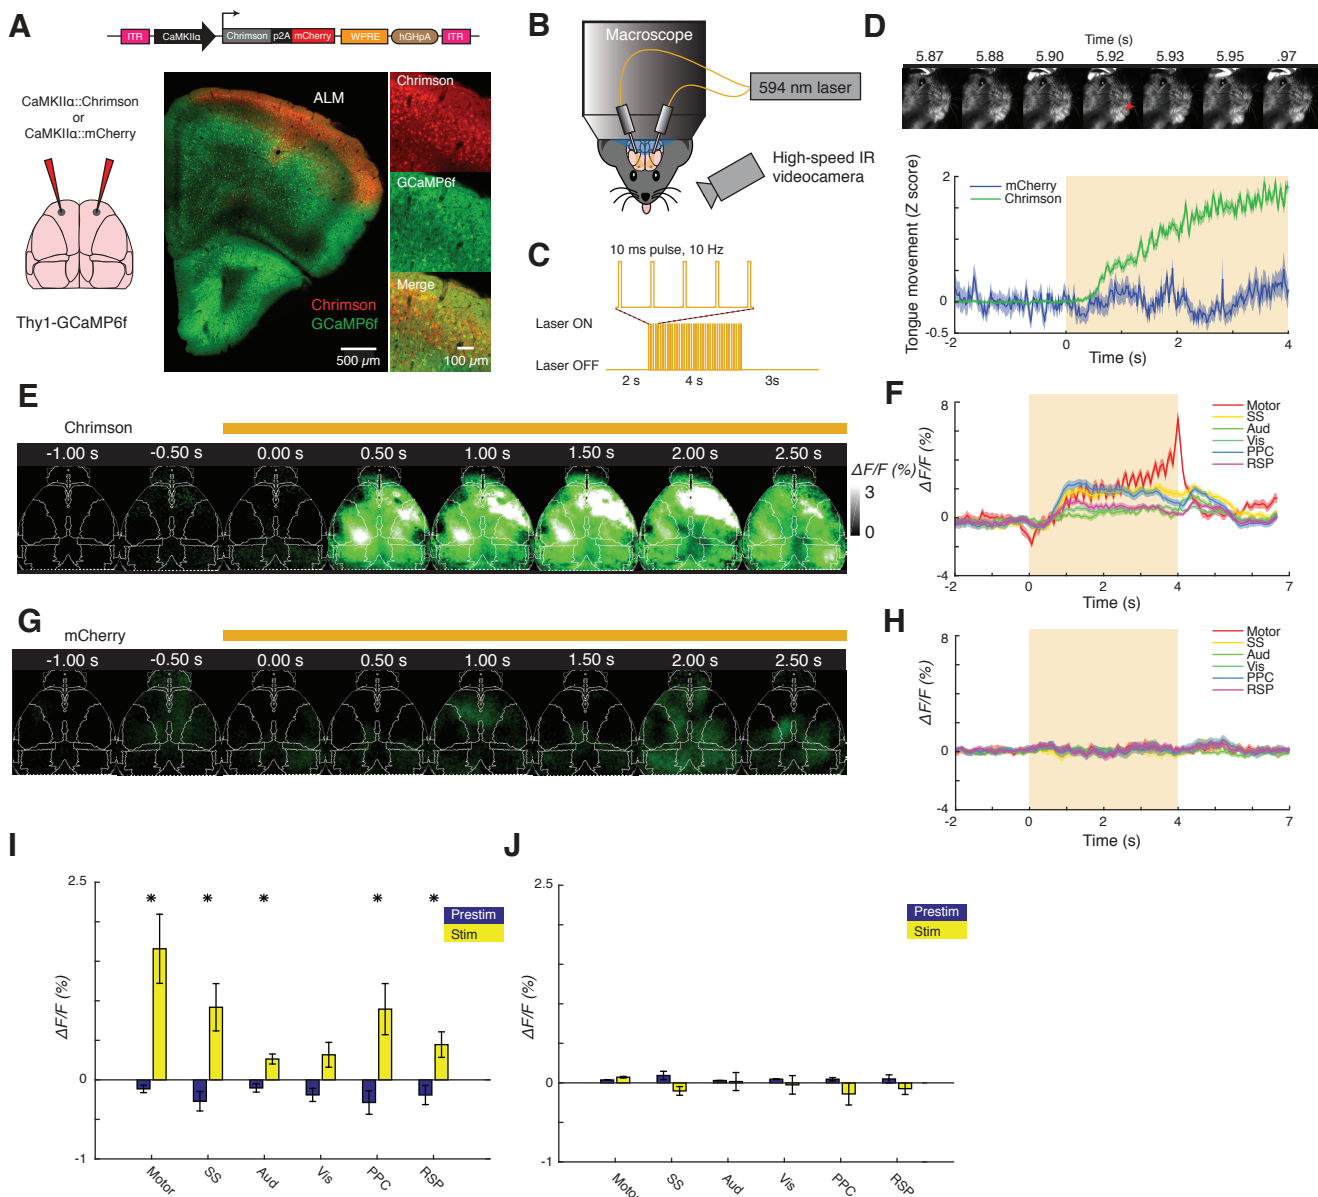 A
ITR
CaMKIIα
Chrimson
p2A
mCherry
WPRE
hGHpA
ITR
CaMKIIα::Chrimson
or
CaMKIIα::mCherry
Thy1-GCaMP6f
ALM
Chrimson
GCaMP6f
500 µm
Chrimson
GCaMP6f
Merge
100 µm
B
Macroscope
594 nm laser
High-speed IR
videocamera
C
10 ms pulse, 10 Hz
Laser ON
Laser OFF
2 s
4 s
3s
D
Time (s)
5.87 5.88 5.90 5.92 5.93 5.95 .97
Tongue movement (Z score)
2
0
-0.5
mCherry
Chrimson
-2 0 2 4
Time (s)
E
Chrimson
-1.00 s -0.50 s 0.00 s 0.50 s 1.00 s 1.50 s 2.00 s 2.50 s
ΔF/F (%)
3
0
F
ΔF/F (%)
8
4
0
-4
Motor
SS
Aud
Vis
PPC
RSP
-2 0 2 4 7
Time (s)
G
mCherry
-1.00 s -0.50 s 0.00 s 0.50 s 1.00 s 1.50 s 2.00 s 2.50 s
H
ΔF/F (%)
8
4
0
-4
Motor
SS
Aud
Vis
PPC
RSP
-2 0 2 4 7
Time (s)
I
ΔF/F (%)
2.5
0
-1
* * * * *
Prestim
Stim
Motor SS Aud Vis PPC RSP
J
ΔF/F (%)
2.5
0
-1
Prestim
Stim
Motor SS Aud Vis PPC RSP